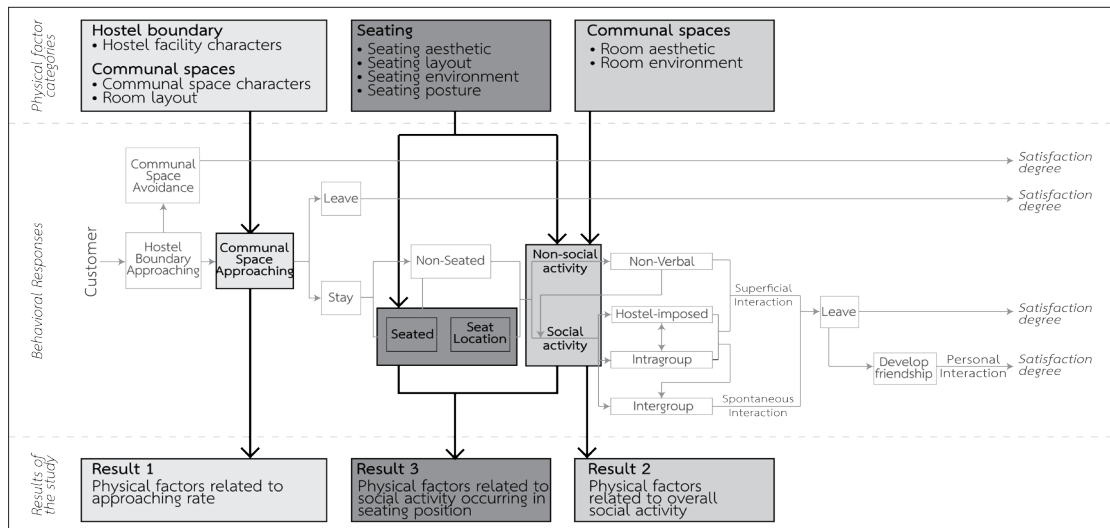 Physical factor
categories
Hostel boundary
• Hostel facility characters
Communal spaces
• Communal space characters
• Room layout
Seating
• Seating aesthetic
• Seating layout
• Seating environment
• Seating posture
Communal spaces
• Room aesthetic
• Room environment
Behavioral Responses
Customer
Communal
Space
Avoidance
Hostel
Boundary
Approaching
Communal
Space
Approaching
Leave
Stay
Non-Seated
Seated
Seat
Location
Non-social
activity
Social
activity
Non-Verbal
Hostel-imposed
Intragroup
Intergroup
Superficial
Interaction
Spontaneous
Interaction
Leave
Develop
friendship
Personal
Interaction
Satisfaction
degree
Satisfaction
degree
Satisfaction
degree
Satisfaction
degree
Results of
the study
Result 1
Physical factors related to
approaching rate
Result 3
Physical factors related to
social activity occurring in
seating position
Result 2
Physical factors
related to overall
social activity